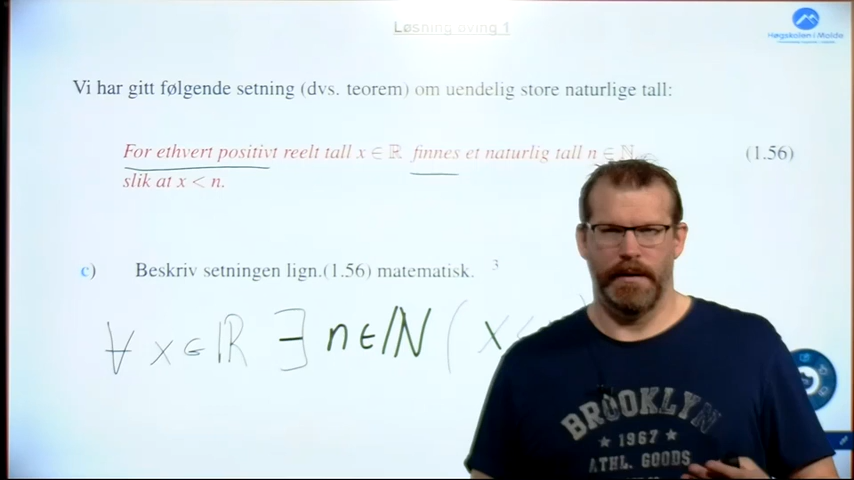 Løsning øving 1
Høgskolen i Molde
Vi har gitt følgende setning (dvs. teorem) om uendelig store naturlige tall:
For ethvert positivt reelt tall x ∈ ℝ finnes et naturlig tall n ∈ ℕ
slik at x < n.
(1.56)
c) Beskriv setningen lign.(1.56) matematisk. 3
∀ x ∈ ℝ ∃ n ∈ ℕ ( x <
BROOKLYN
★ 1967 ★
ATHL. GOODS